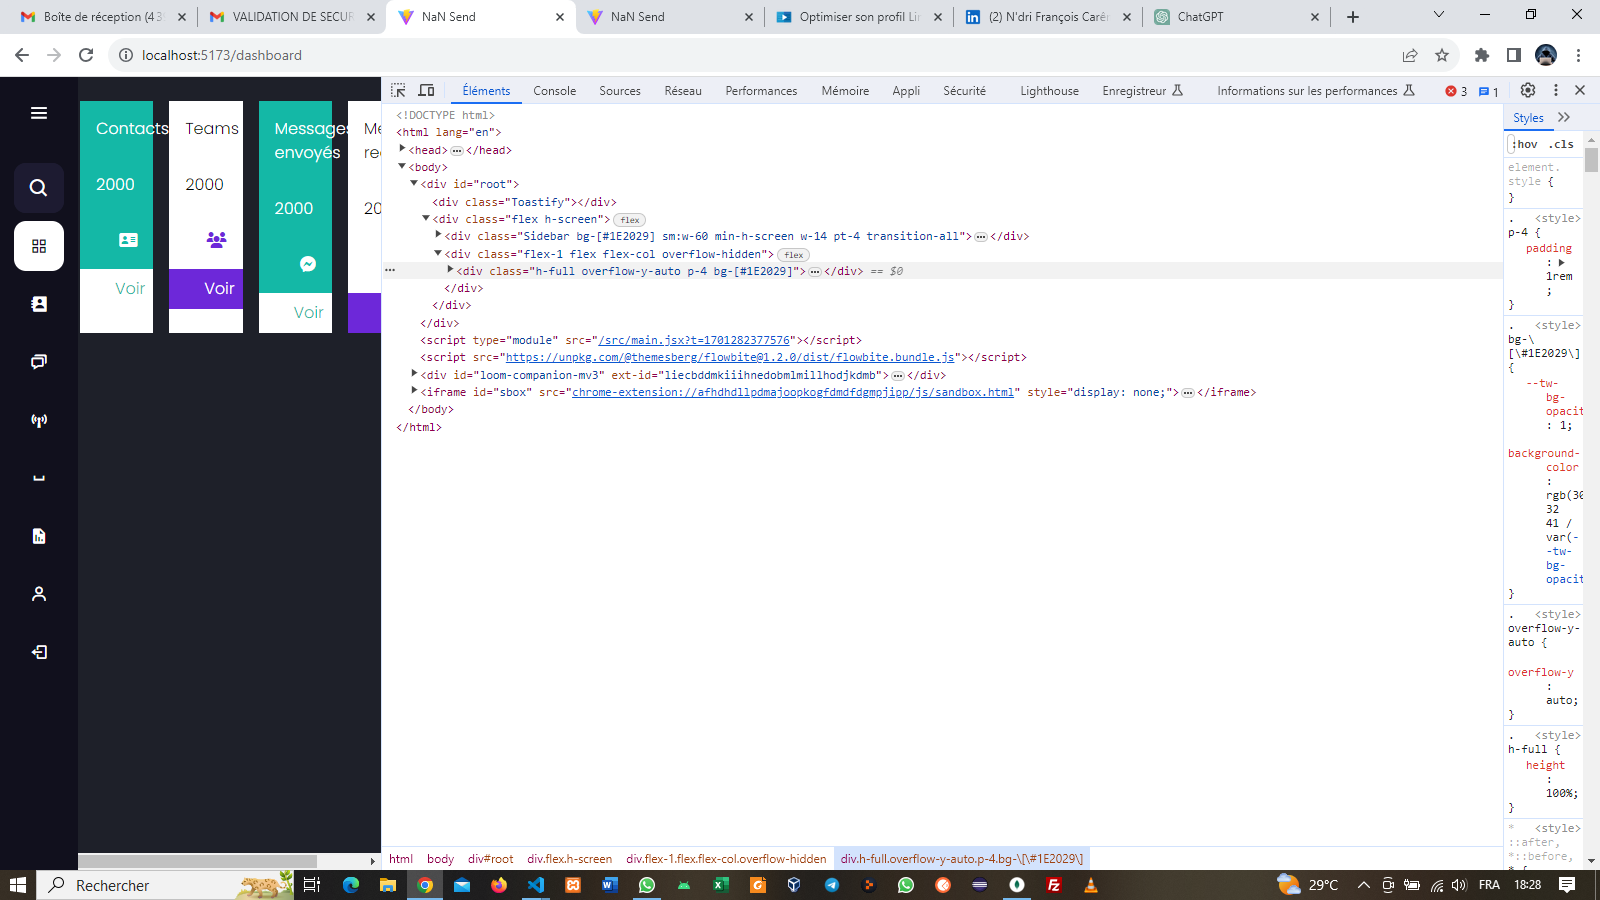 Boîte de réception (4 3
VALIDATION DE SECUR
NaN Send
NaN Send
Optimiser son profil Lin
(2) N'dri François Carén
ChatGPT
localhost:5173/dashboard
Éléments
Console
Sources
Réseau
Performances
Mémoire
Appli
Sécurité
Lighthouse
Enregistreur
Informations sur les performances
3
1
Contacts
2000
Voir
Teams
2000
Voir
Messages
envoyés
2000
Voir
Me
re
20
<!DOCTYPE html>
<html lang="en">
<head> ••• </head>
<body>
<div id="root">
<div class="Toastify"></div>
<div class="flex h-screen"> flex
<div class="Sidebar bg-[#1E2029] sm:w-60 min-h-screen w-14 pt-4 transition-all"> ••• </div>
<div class="flex-1 flex flex-col overflow-hidden"> flex
••• <div class="h-full overflow-y-auto p-4 bg-[#1E2029]"> ••• </div> == $0
</div>
</div>
</div>
<script type="module" src="/src/main.jsx?t=1701282377576"></script>
<script src="https://unpkg.com/@themesberg/flowbite@1.2.0/dist/flowbite.bundle.js"></script>
<div id="loom-companion-mv3" ext-id="liecbddmkiiihnedobmlmillhodjkdmb"> ••• </div>
<iframe id="sbox" src="chrome-extension://afhdhdllpdmajoopkogfdmdfdgmpjipp/js/sandbox.html" style="display: none;"> ••• </iframe>
</body>
</html>
Styles
:hov .cls
element.
style {
}
. <style>
p-4 {
padding
:
1rem
;
}
. <style>
bg-\
[\#1E2029\]
{
--tw-
bg-
opacit
: 1;
background-
color
:
rgb(30
32
41 /
var(-
-tw-
bg-
opacit
}
. <style>
overflow-y-
auto {
overflow-y
:
auto;
}
. <style>
h-full {
height
:
100%;
}
* <style>
::after,
*::before,
* {
html
body
div#root
div.flex.h-screen
div.flex-1.flex.flex-col.overflow-hidden
div.h-full.overflow-y-auto.p-4.bg-\[\#1E2029\]
Rechercher
29°C
FRA
18:28